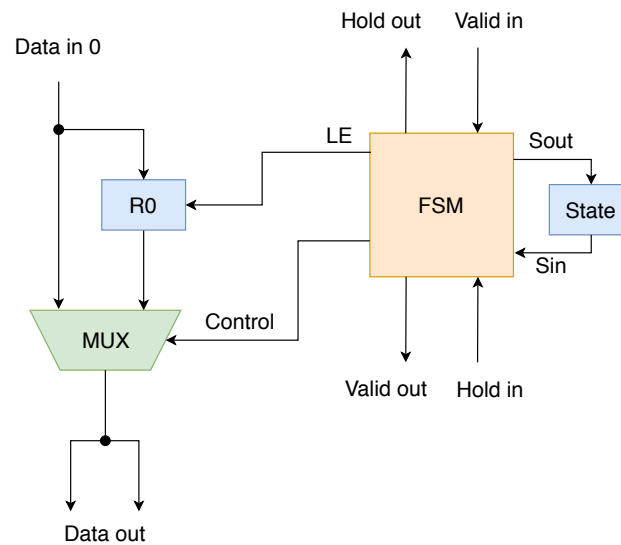 Hold out
Valid in
Data in 0
LE
Sout
R0
FSM
State
Sin
Control
MUX
Valid out
Hold in
Data out